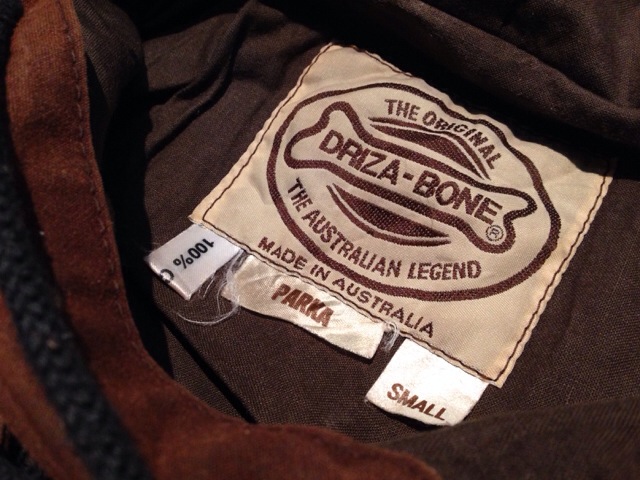 THE ORIGINAL
DRIZA-BONE®
THE AUSTRALIAN LEGEND
MADE IN AUSTRALIA
100%
PARKA
SMALL